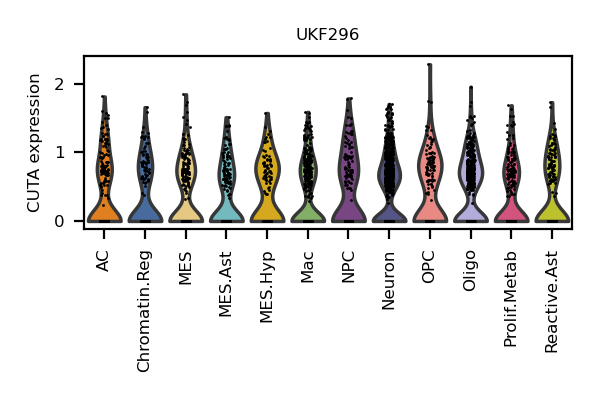 UKF296
CUTA expression
2
1
0
AC
Chromatin.Reg
MES
MES.Ast
MES.Hyp
Mac
NPC
Neuron
OPC
Oligo
Prolif.Metab
Reactive.Ast